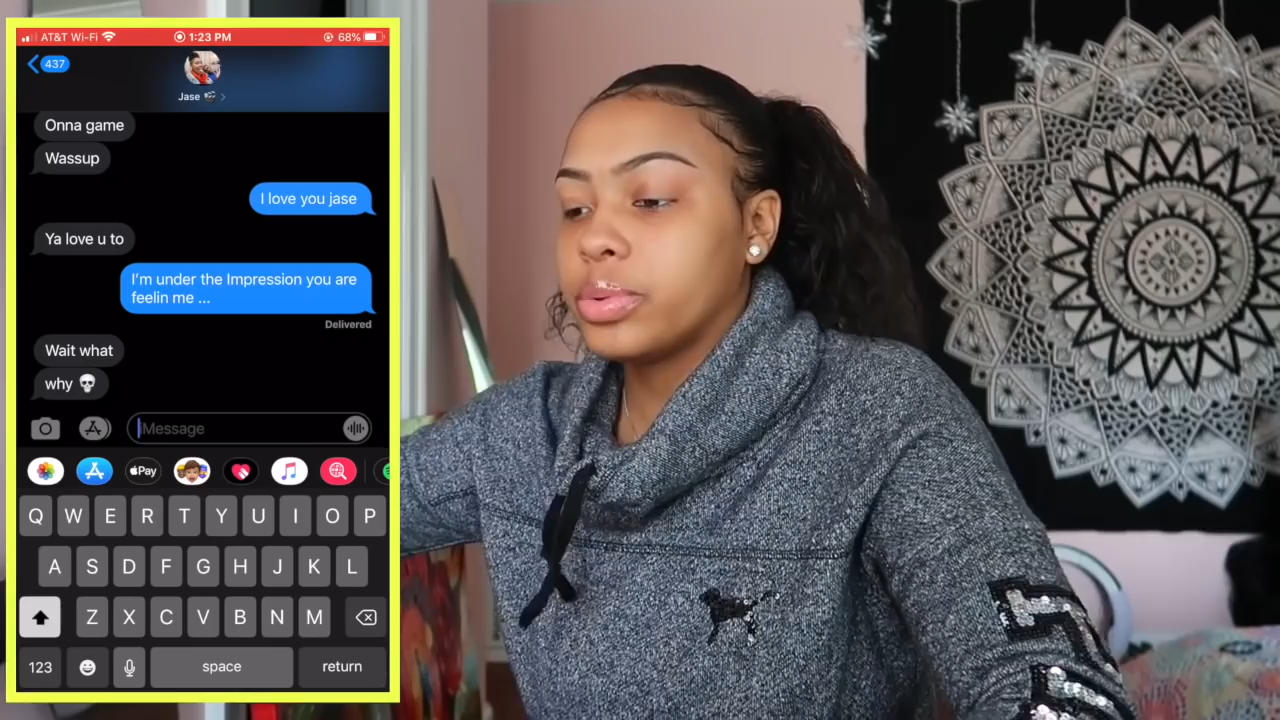 AT&T Wi-Fi 1:23 PM 68%
437
Jase
Onna game
Wassup
I love you jase
Ya love u to
I'm under the Impression you are
feelin me ...
Delivered
Wait what
why 💀
iMessage
Pay
Q W E R T Y U I O P
A S D F G H J K L
Z X C V B N M
123 space return